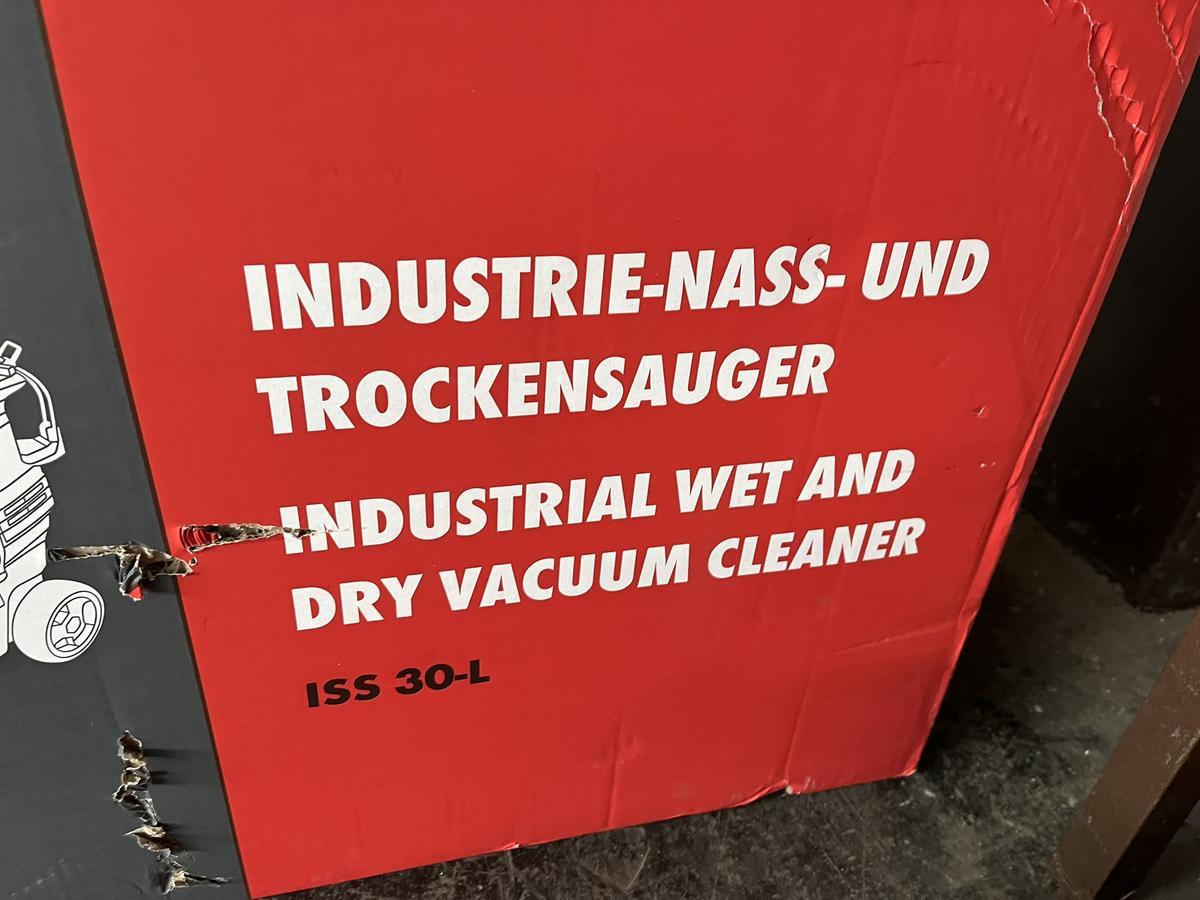 INDUSTRIE-NASS- UND
TROCKENSAUGER
INDUSTRIAL WET AND
DRY VACUUM CLEANER
ISS 30-L